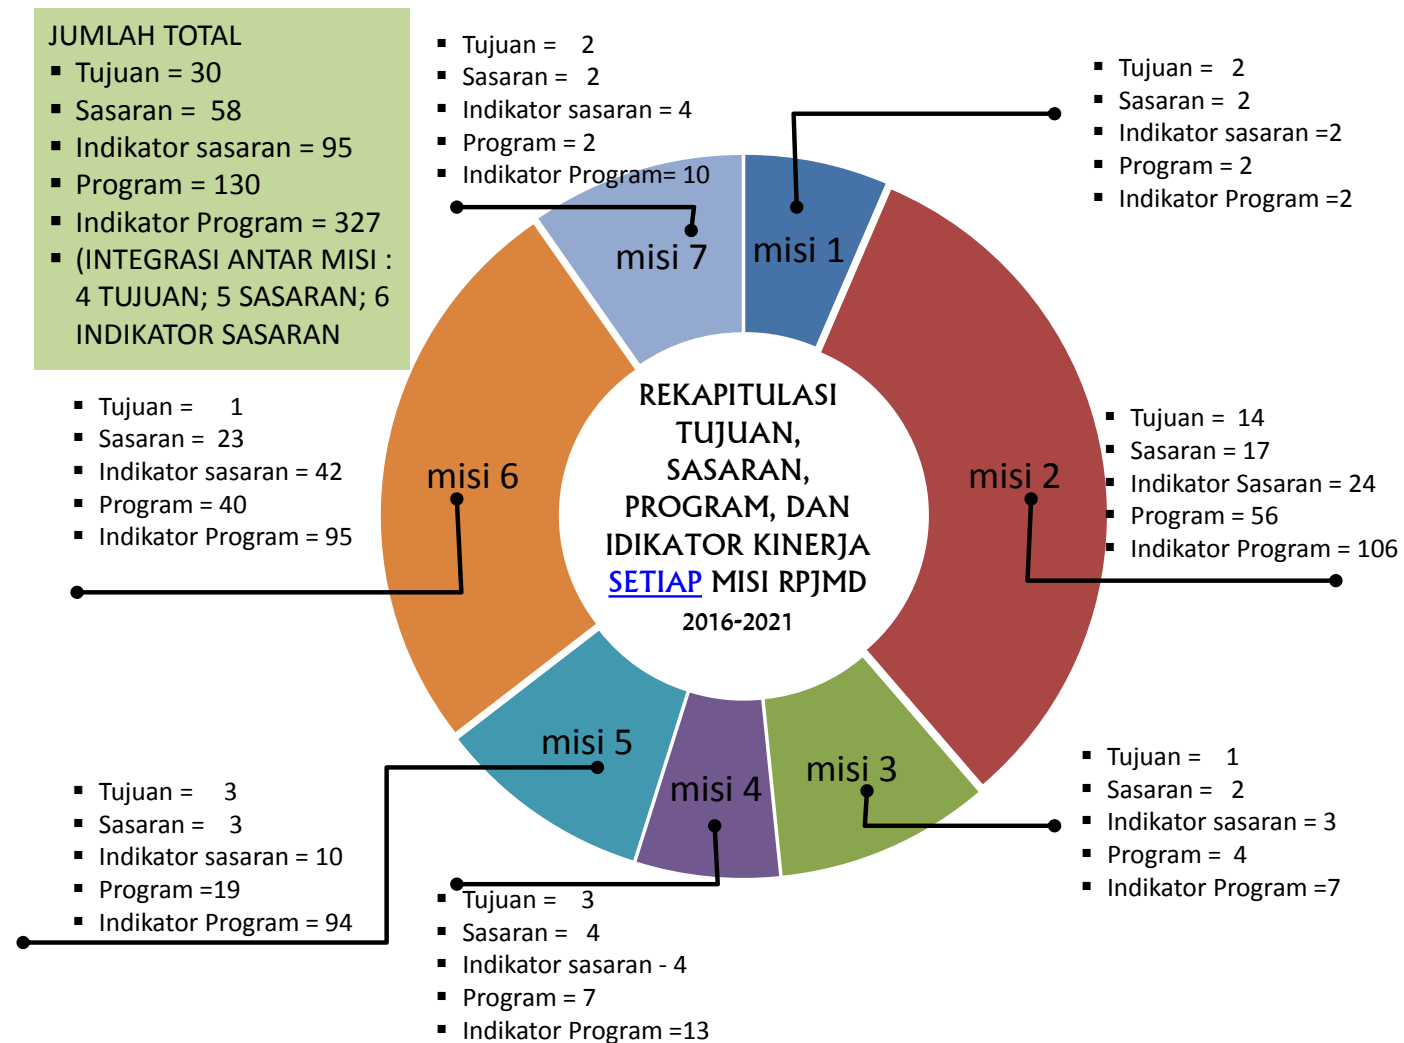 JUMLAH TOTAL
▪ Tujuan = 30
▪ Sasaran = 58
▪ Indikator sasaran = 95
▪ Program = 130
▪ Indikator Program = 327
▪ (INTEGRASI ANTAR MISI :
4 TUJUAN; 5 SASARAN; 6
INDIKATOR SASARAN
▪ Tujuan = 2
▪ Sasaran = 2
▪ Indikator sasaran = 4
▪ Program = 2
▪ Indikator Program= 10
▪ Tujuan = 2
▪ Sasaran = 2
▪ Indikator sasaran =2
▪ Program = 2
▪ Indikator Program =2
misi 7
misi 1
▪ Tujuan = 1
▪ Sasaran = 23
▪ Indikator sasaran = 42
▪ Program = 40
▪ Indikator Program = 95
misi 6
REKAPITULASI
TUJUAN,
SASARAN,
PROGRAM, DAN
IDIKATOR KINERJA
SETIAP MISI RPJMD
2016-2021
misi 2
▪ Tujuan = 14
▪ Sasaran = 17
▪ Indikator Sasaran = 24
▪ Program = 56
▪ Indikator Program = 106
misi 5
misi 4
misi 3
▪ Tujuan = 1
▪ Sasaran = 2
▪ Indikator sasaran = 3
▪ Program = 4
▪ Indikator Program =7
▪ Tujuan = 3
▪ Sasaran = 3
▪ Indikator sasaran = 10
▪ Program =19
▪ Indikator Program = 94
▪ Tujuan = 3
▪ Sasaran = 4
▪ Indikator sasaran - 4
▪ Program = 7
▪ Indikator Program =13